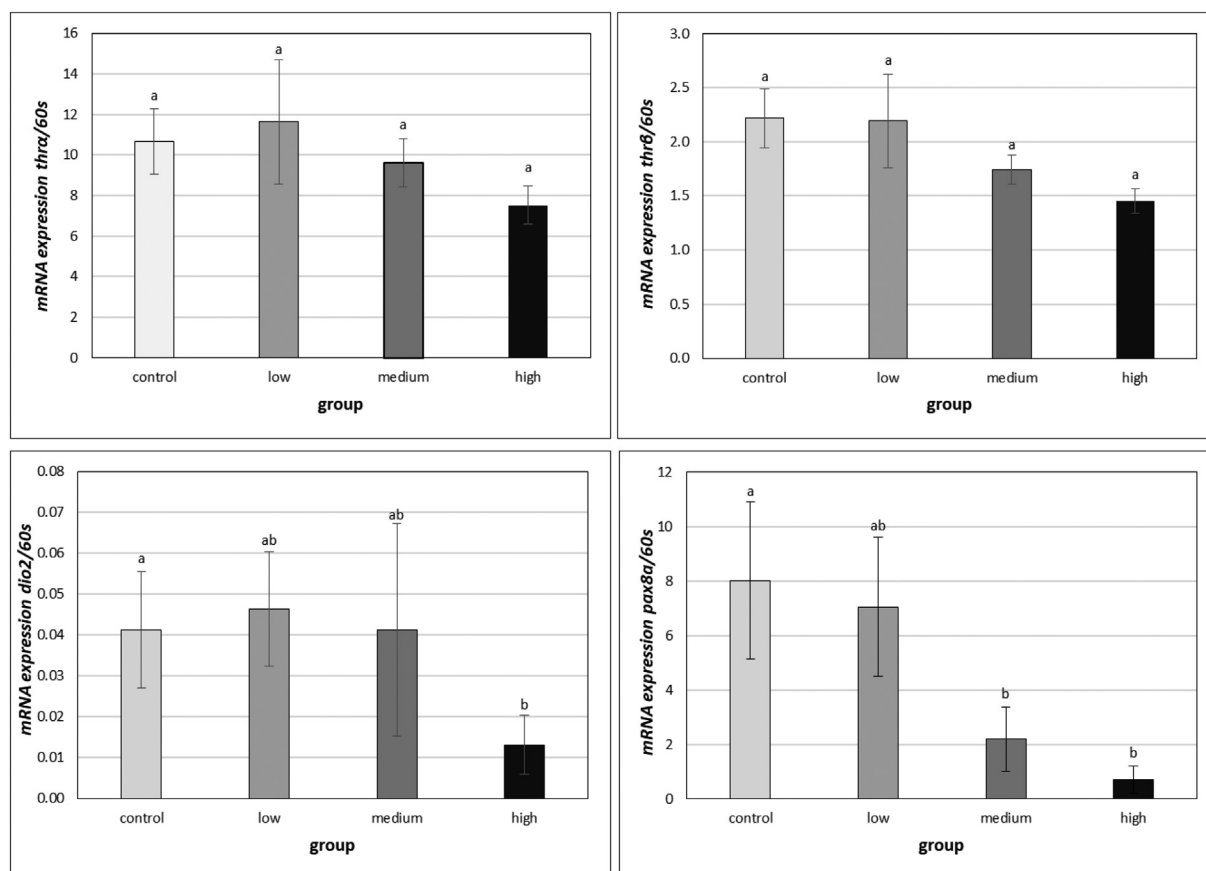 mRNA expression thrα/60s
16
14
12
10
8
6
4
2
0
a
a
a
a
control low medium high
group
mRNA expression thrß/60s
3.0
2.5
2.0
1.5
1.0
0.5
0.0
a
a
a
a
control low medium high
group
mRNA expression dio2/60s
0.08
0.07
0.06
0.05
0.04
0.03
0.02
0.01
0.00
a
ab
ab
b
control low medium high
group
mRNA expression pax8a/60s
12
10
8
6
4
2
0
a
ab
b
b
control low medium high
group